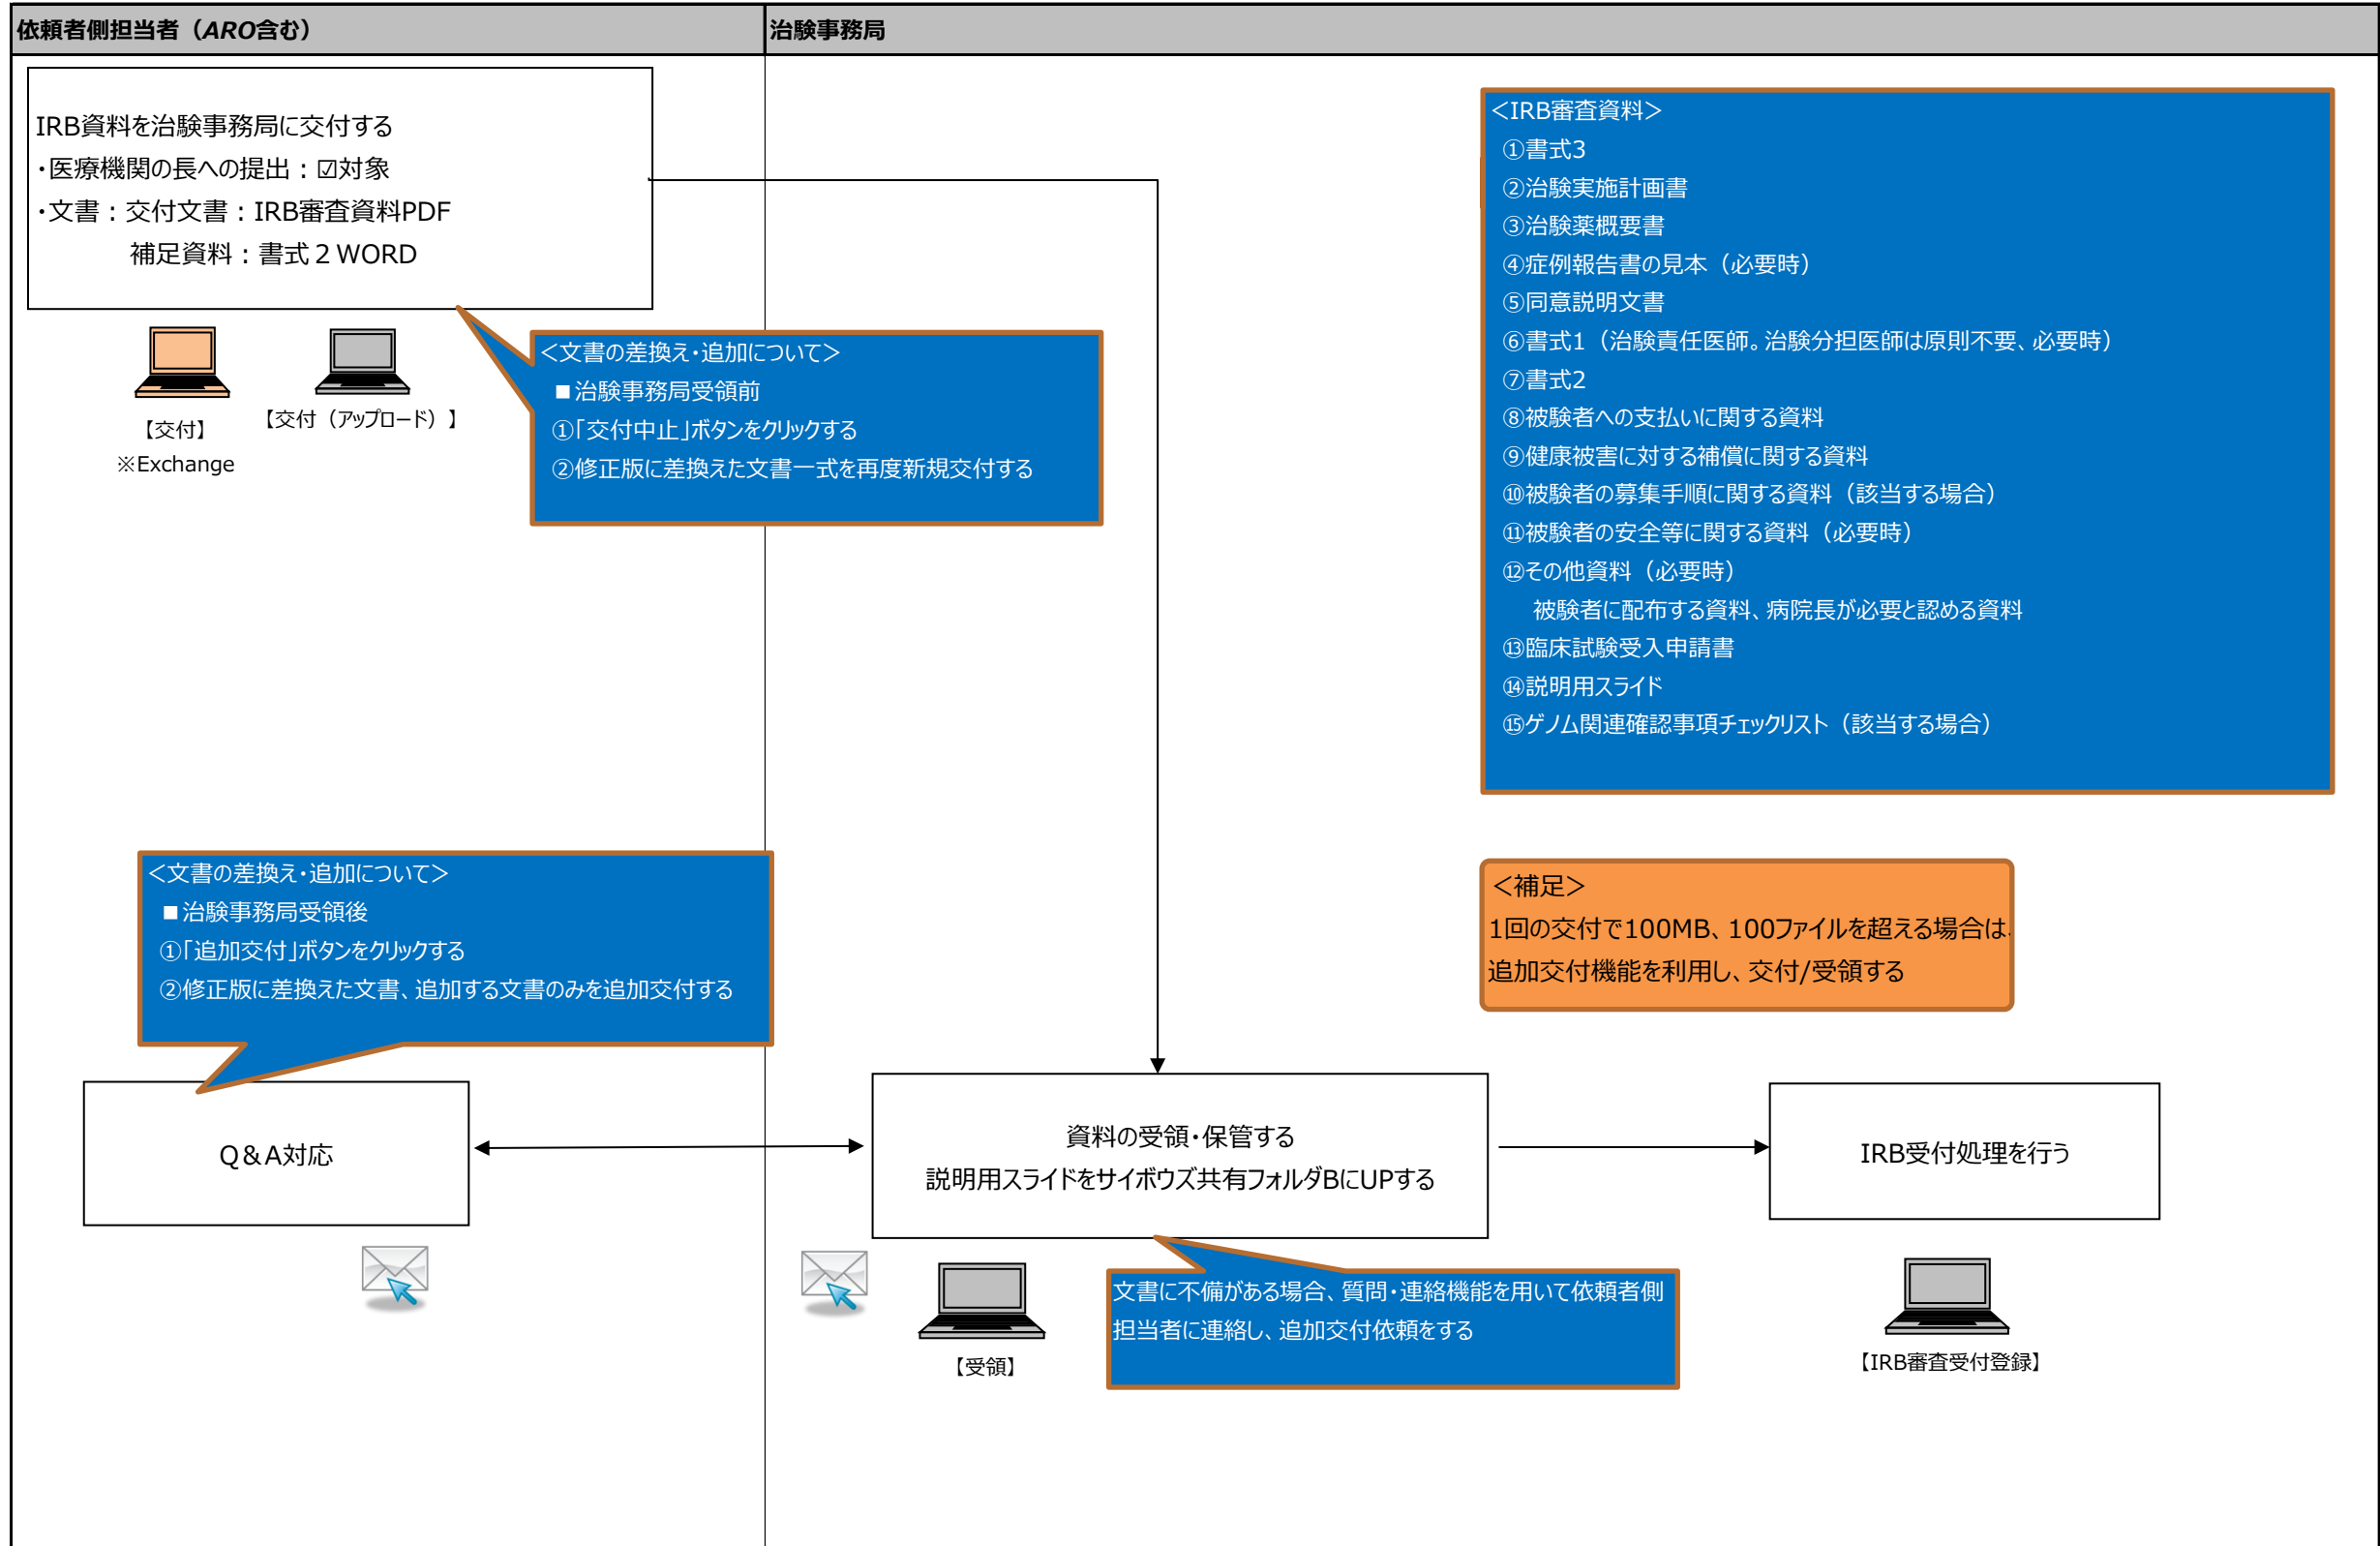 依頼者側担当者（ARO含む）
治験事務局
IRB資料を治験事務局に交付する
・医療機関の長への提出：☑対象
・文書：交付文書：IRB審査資料PDF
補足資料：書式２WORD
【交付】
※Exchange
【交付（アップロード）】
＜文書の差換え・追加について＞
■治験事務局受領前
①「交付中止」ボタンをクリックする
②修正版に差換えた文書一式を再度新規交付する
＜IRB審査資料＞
①書式3
②治験実施計画書
③治験薬概要書
④症例報告書の見本（必要時）
⑤同意説明文書
⑥書式1（治験責任医師。治験分担医師は原則不要、必要時）
⑦書式2
⑧被験者への支払いに関する資料
⑨健康被害に対する補償に関する資料
⑩被験者の募集手順に関する資料（該当する場合）
⑪被験者の安全等に関する資料（必要時）
⑫その他資料（必要時）
被験者に配布する資料、病院長が必要と認める資料
⑬臨床試験受入申請書
⑭説明用スライド
⑮ゲノム関連確認事項チェックリスト（該当する場合）
＜文書の差換え・追加について＞
■治験事務局受領後
①「追加交付」ボタンをクリックする
②修正版に差換えた文書、追加する文書のみを追加交付する
＜補足＞
1回の交付で100MB、100ファイルを超える場合は、
追加交付機能を利用し、交付/受領する
Q＆A対応
資料の受領・保管する
説明用スライドをサイボウズ共有フォルダBにUPする
IRB受付処理を行う
【受領】
文書に不備がある場合、質問・連絡機能を用いて依頼者側
担当者に連絡し、追加交付依頼をする
【IRB審査受付登録】